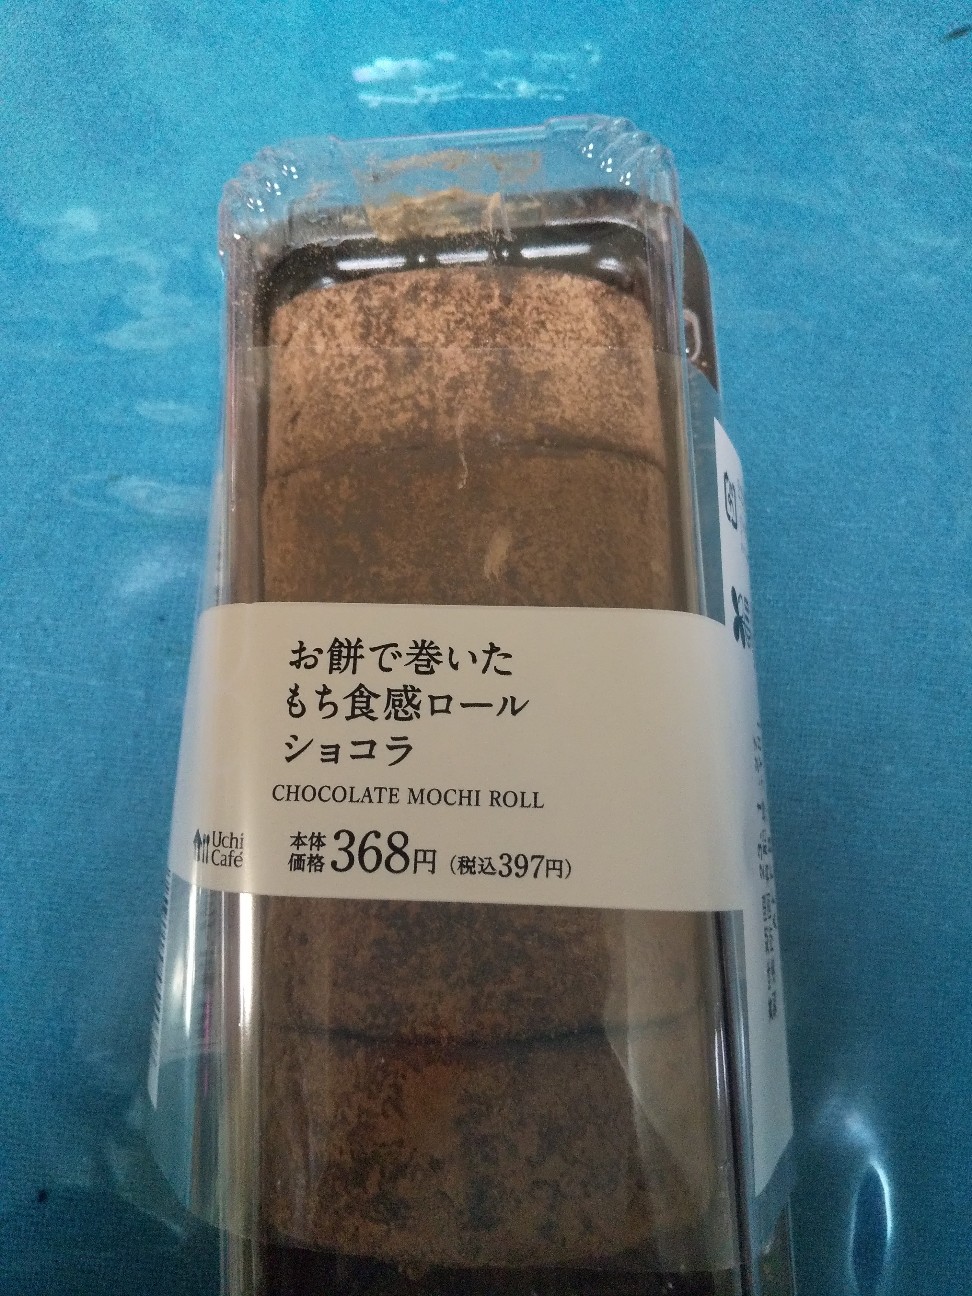 お餅で巻いた
もち食感ロール
ショコラ
CHOCOLATE MOCHI ROLL
Uchi
Café
本体
価格368円(税込397円)